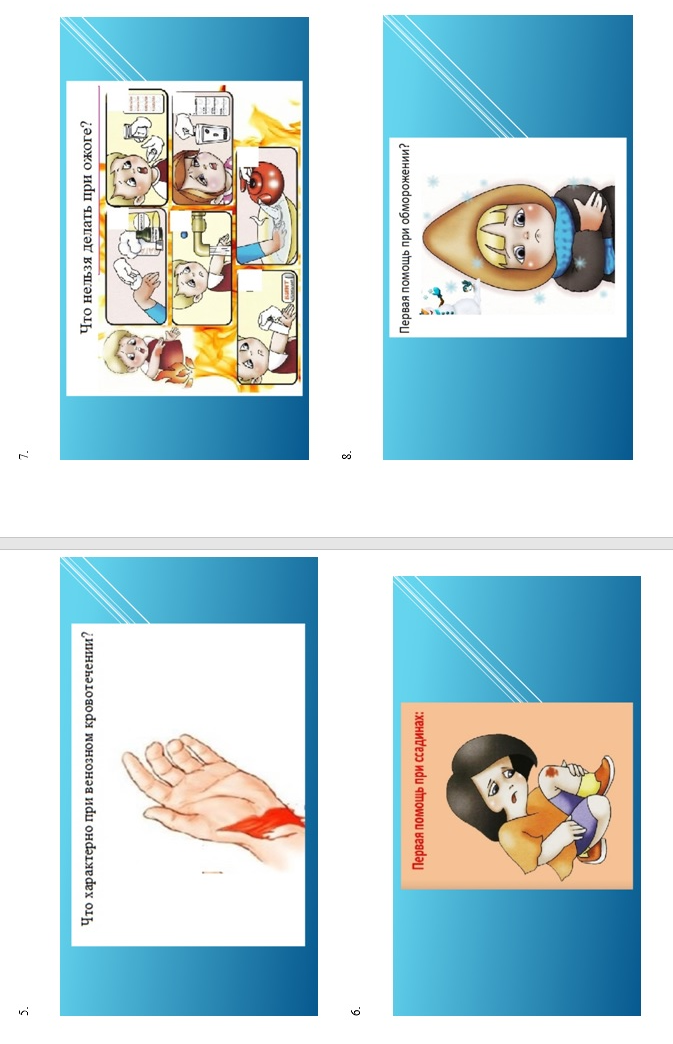 5.
Что характерно при венозном кровотечении?
6.
Первая помощь при ссадинах:
7.
Что нельзя делать при ожоге?
8.
Первая помощь при обморожении?